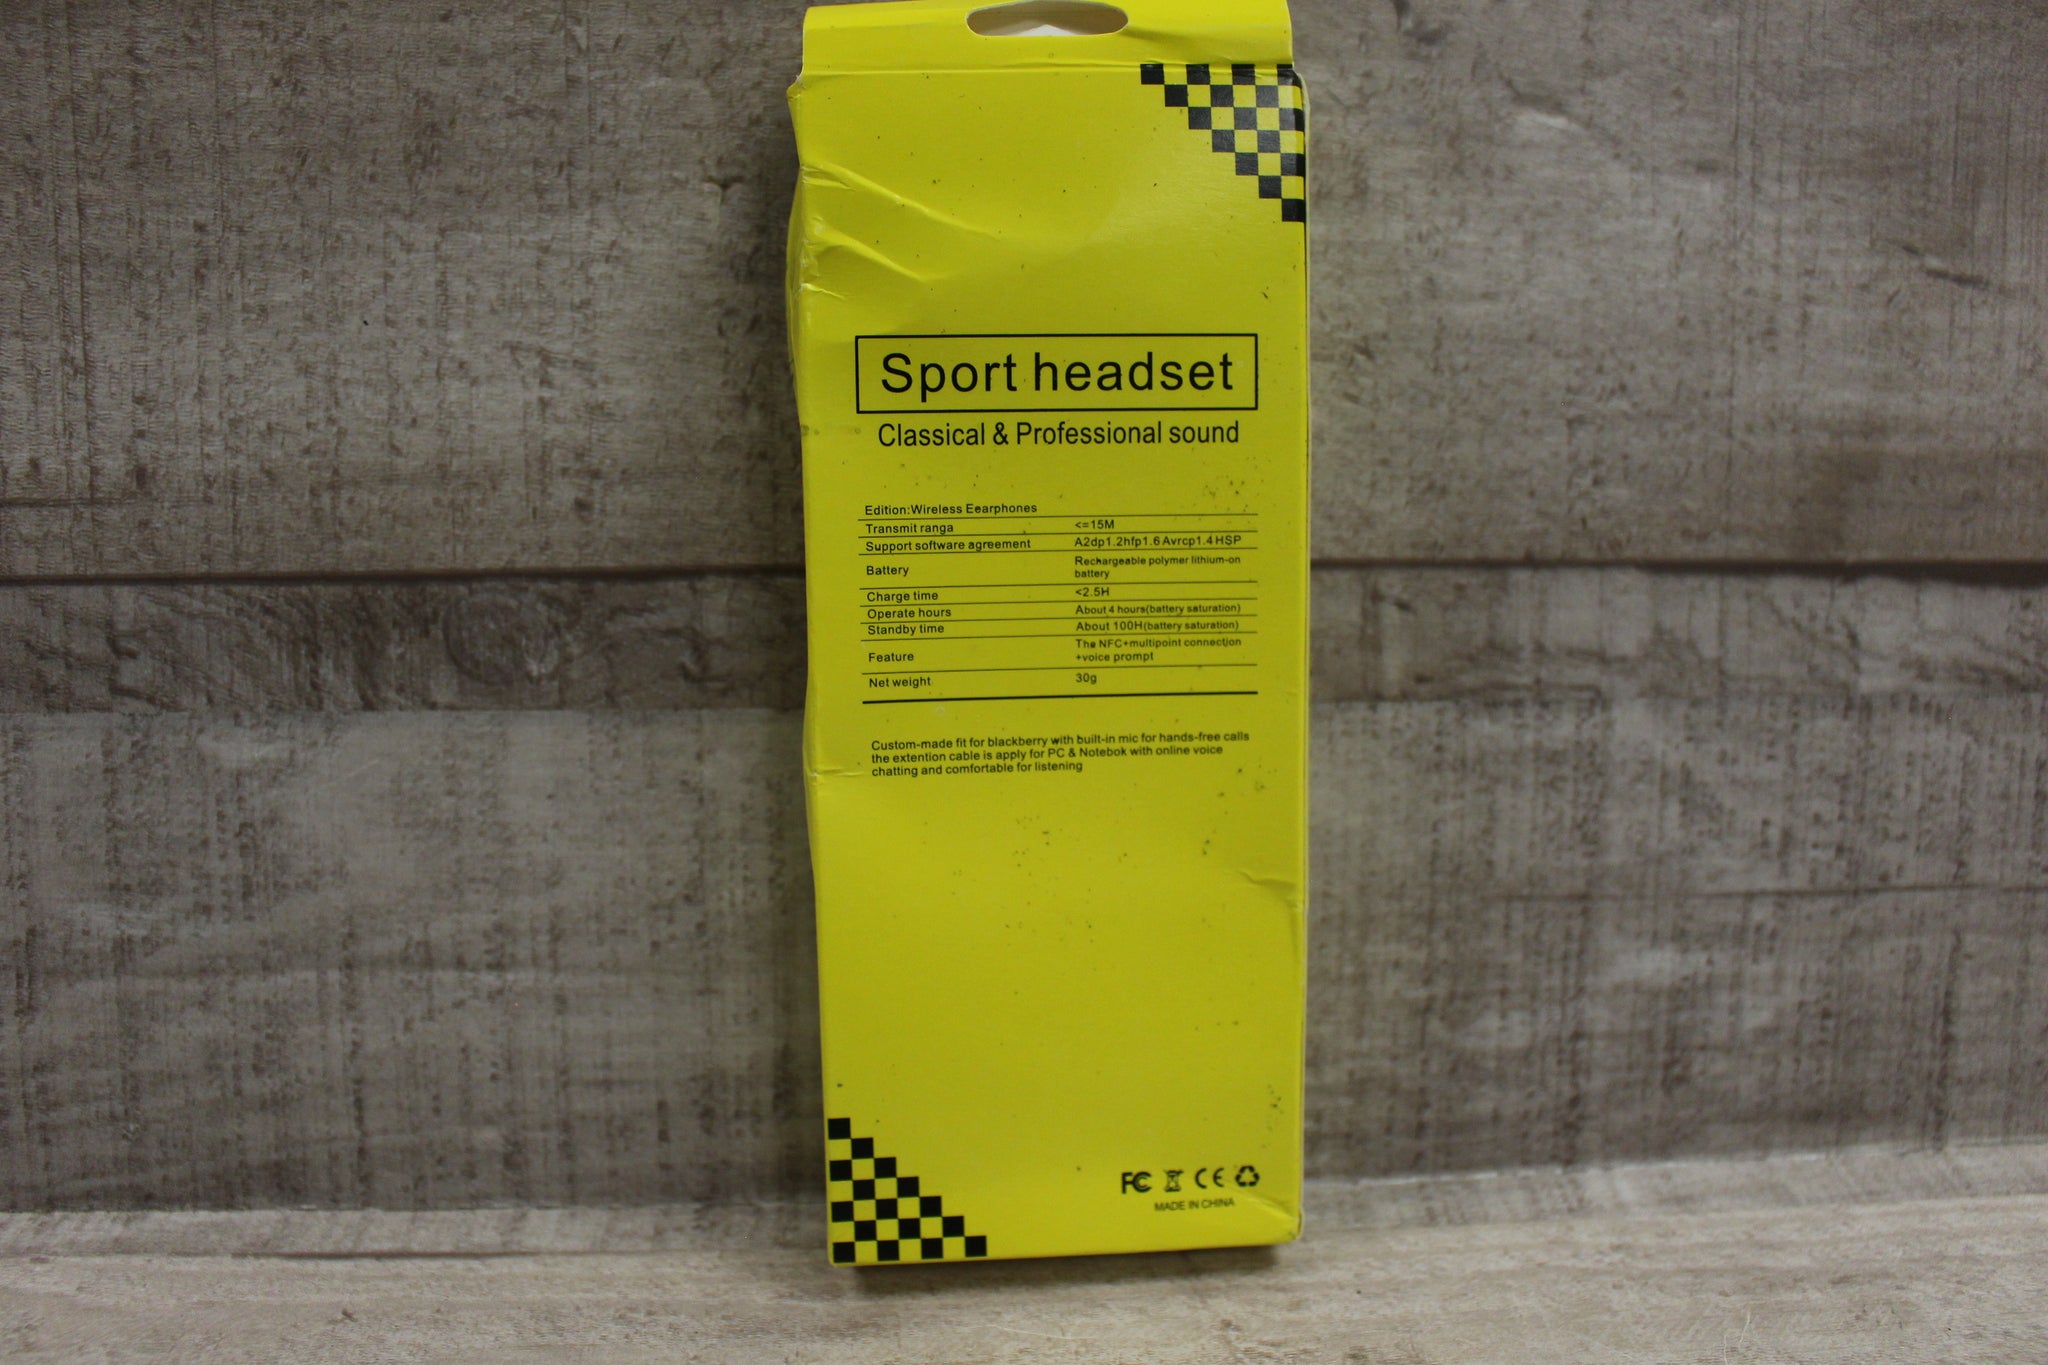 Sport headset
Classical & Professional sound
Edition:Wireless Eearphones
Transmit ranga <=15M
Support software agreement A2dp1.2hfp1.6 Avrcp1.4 HSP
Battery Rechargeable polymer lithium-on
battery
Charge time <2.5H
Operate hours About 4 hours(battery saturation)
Standby time About 100H(battery saturation)
Feature The NFC+multipoint connection
+voice prompt
Net weight 30g
Custom-made fit for blackberry with built-in mic for hands-free calls
the extention cable is apply for PC & Notebok with online voice
chatting and comfortable for listening
FC CE
MADE IN CHINA